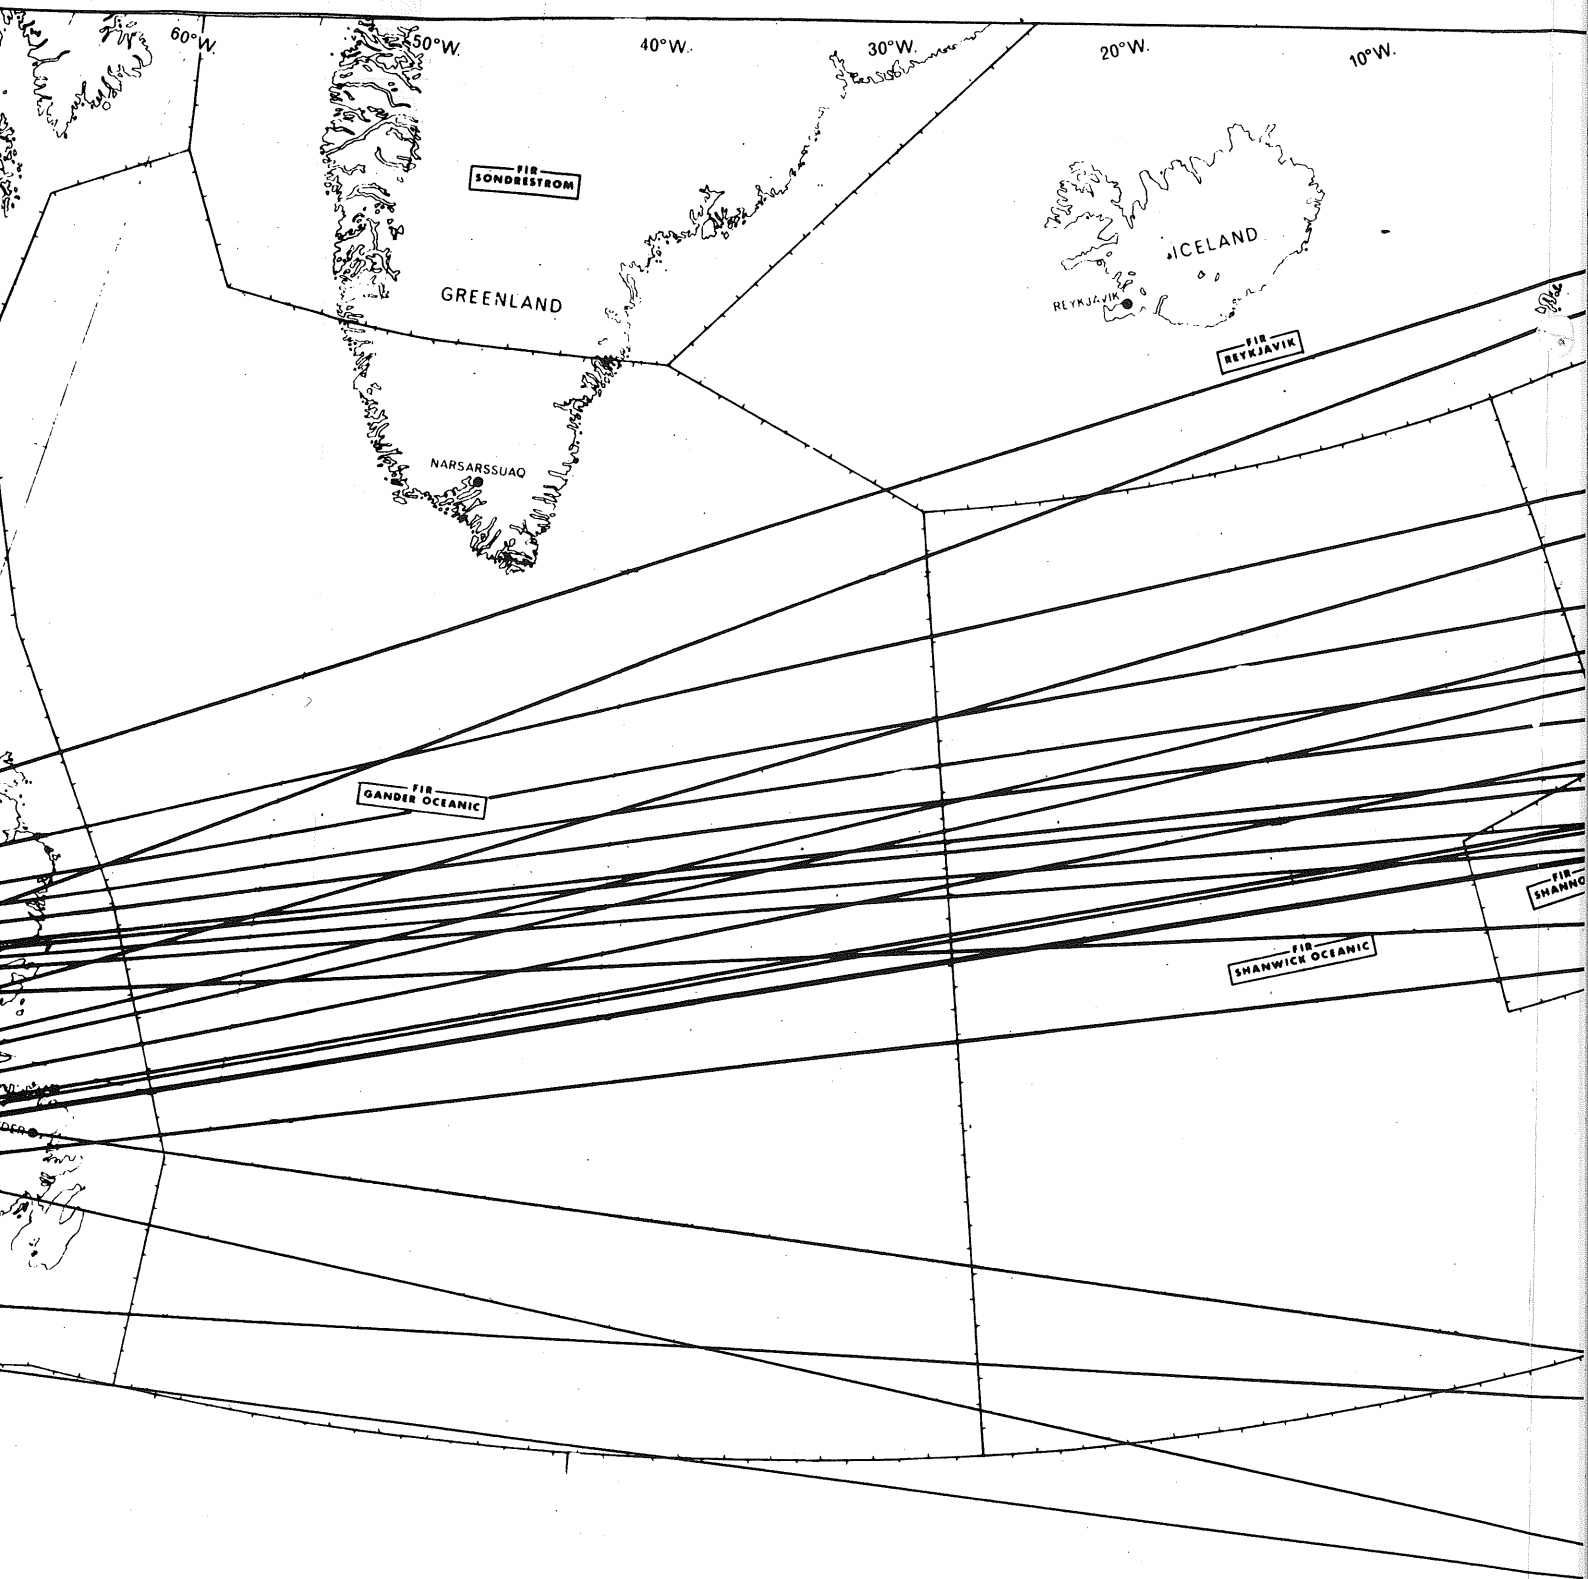 60°W.
50°W.
40°W.
30°W.
20°W.
10°W.
FIR
SONDRESTROM
ICELAND
GREENLAND
REYKJAVIK
FIR
REYKJAVIK
NARSARSSUAQ
FIR
GANDER OCEANIC
FIR
SHANNO
FIR
SHANWICK OCEANIC
DER